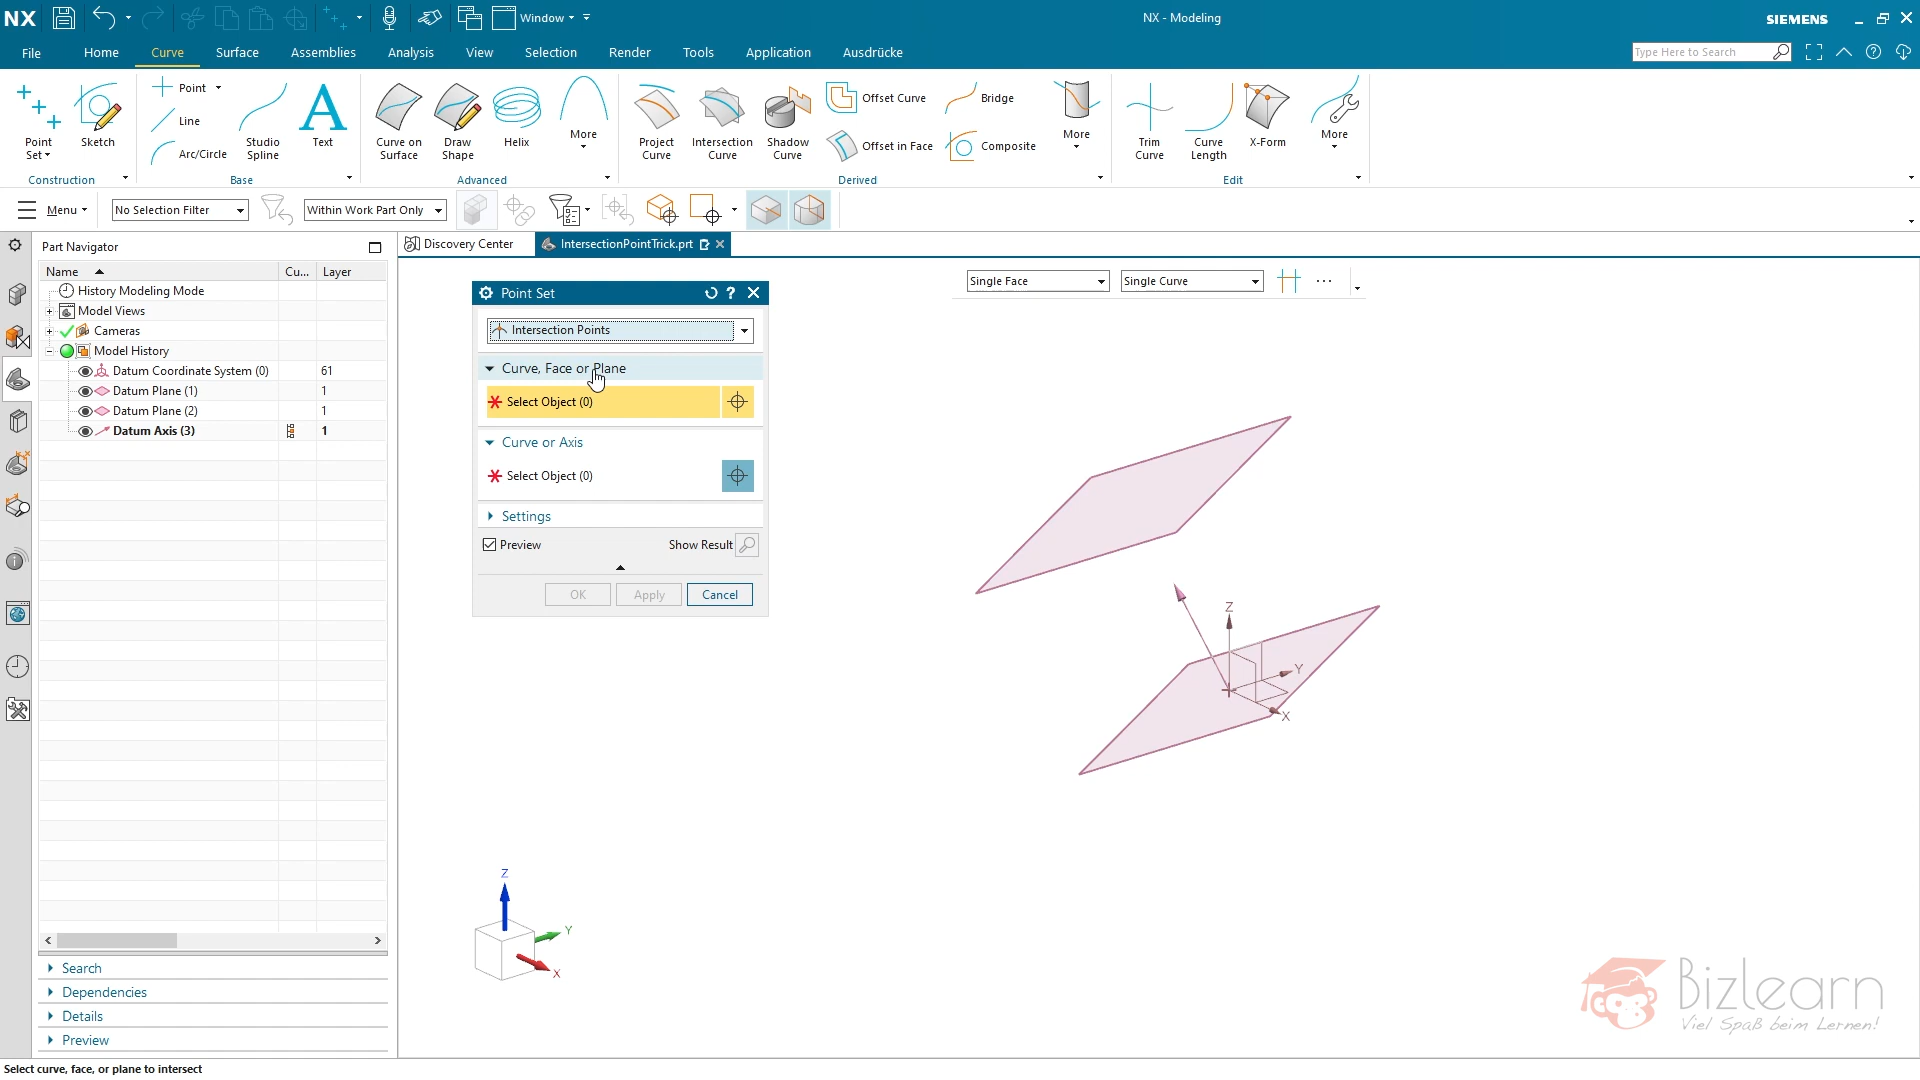 NX
Window
NX - Modeling
SIEMENS
File
Home
Curve
Surface
Assemblies
Analysis
View
Selection
Render
Tools
Application
Ausdrücke
Type Here to Search
Point Set
Sketch
Point
Line
Arc/Circle
Studio Spline
Text
Curve on Surface
Draw Shape
Helix
More
Project Curve
Intersection Curve
Shadow Curve
Offset Curve
Offset in Face
Bridge
Composite
More
Trim Curve
Curve Length
X-Form
More
Construction
Base
Advanced
Derived
Edit
Menu
No Selection Filter
Within Work Part Only
Part Navigator
Discovery Center
IntersectionPointTrick.prt
Name
Cu...
Layer
History Modeling Mode
Model Views
Cameras
Model History
Datum Coordinate System (0)
61
Datum Plane (1)
1
Datum Plane (2)
1
Datum Axis (3)
1
Search
Dependencies
Details
Preview
Single Face
Single Curve
Point Set
Intersection Points
Curve, Face or Plane
Select Object (0)
Curve or Axis
Select Object (0)
Settings
Preview
Show Result
OK
Apply
Cancel
Z
Y
X
Z
Y
X
Bizlearn
Viel Spaß beim Lernen!
Select curve, face, or plane to intersect